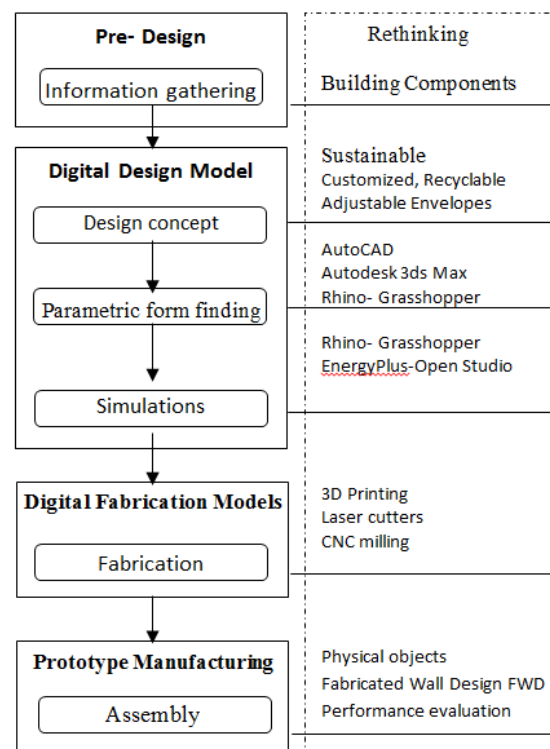 Pre- Design
Information gathering
Digital Design Model
Design concept
Parametric form finding
Simulations
Digital Fabrication Models
Fabrication
Prototype Manufacturing
Assembly
Rethinking
Building Components
Sustainable
Customized, Recyclable
Adjustable Envelopes
AutoCAD
Autodesk 3ds Max
Rhino- Grasshopper
Rhino- Grasshopper
EnergyPlus-Open Studio
3D Printing
Laser cutters
CNC milling
Physical objects
Fabricated Wall Design FWD
Performance evaluation